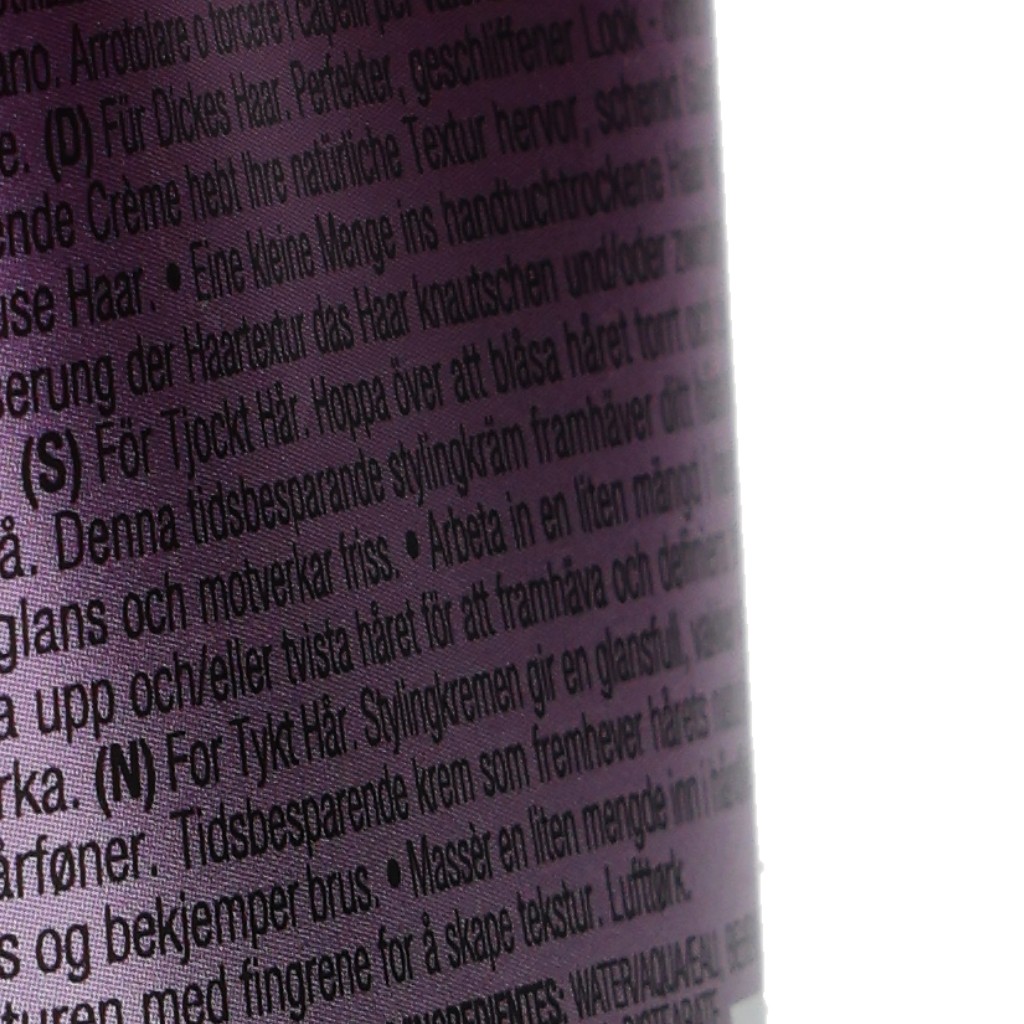 ano. Arrotolare o torcere i capelli per
e. (D) Für Dickes Haar. Perfekter, geschliffener Look -
ende Crème hebt Ihre natürliche Textur hervor, schenkt
use Haar. • Eine kleine Menge ins handtuchtrockene
serung der Haartextur das Haar knautschen und/oder
(S) För Tjockt Hår. Hoppa över att blåsa håret torrt
å. Denna tidsbesparande stylingkräm framhäver ditt
glans och motverkar friss. • Arbeta in en liten mängd
a upp och/eller tvista håret för att framhäva och
rka. (N) For Tykt Hår. Stylingkremen gir en glansfull,
årføner. Tidsbesparende krem som fremhever hårets
s og bekjemper brus. • Massèr en liten mengde inn i
turen med fingrene for å skape tekstur. Lufttørk.
INGREDIENTES: WATER/AQUA/EAU,